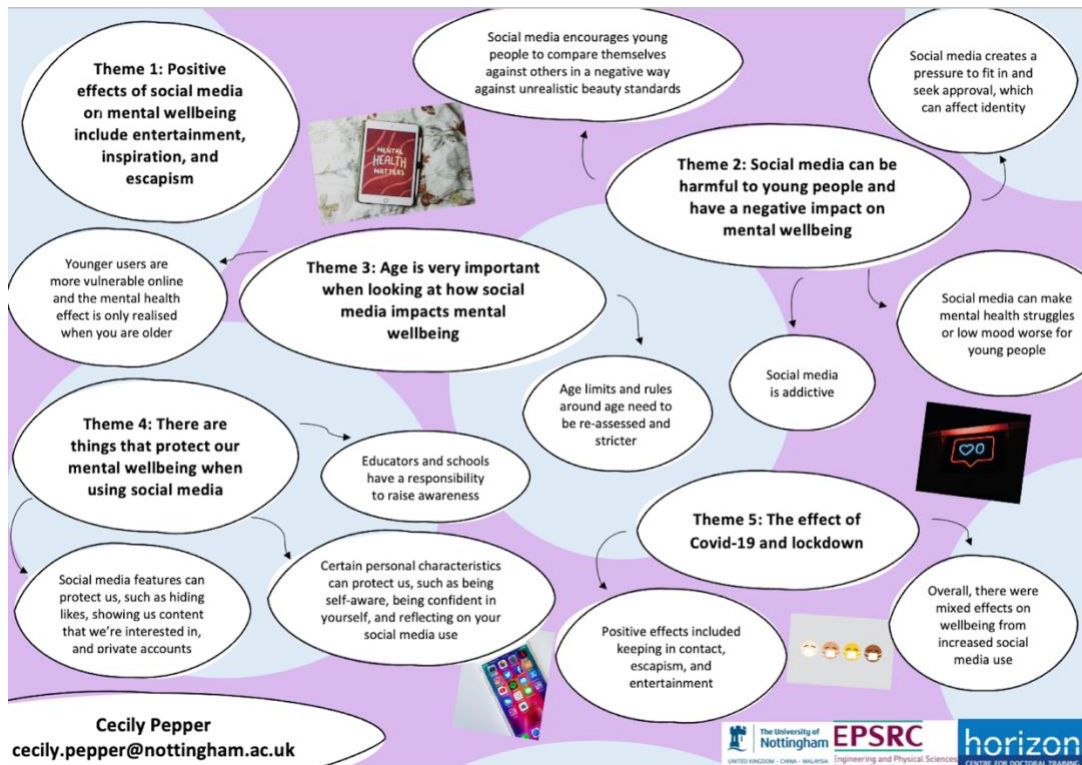 Theme 1: Positive
effects of social media
on mental wellbeing
include entertainment,
inspiration, and
escapism
Social media encourages young
people to compare themselves
against others in a negative way
against unrealistic beauty standards
Social media creates a
pressure to fit in and
seek approval, which
can affect identity
MENTAL
HEALTH
MATTERS
Theme 2: Social media can be
harmful to young people and
have a negative impact on
mental wellbeing
Younger users are
more vulnerable online
and the mental health
effect is only realised
when you are older
Theme 3: Age is very important
when looking at how social
media impacts mental
wellbeing
Social media can make
mental health struggles
or low mood worse for
young people
Age limits and rules
around age need to
be re-assessed and
stricter
Social media
is addictive
0
Theme 4: There are
things that protect our
mental wellbeing when
using social media
Educators and schools
have a responsibility
to raise awareness
Theme 5: The effect of
Covid-19 and lockdown
Social media features can
protect us, such as hiding
likes, showing us content
that we're interested in,
and private accounts
Certain personal characteristics
can protect us, such as being
self-aware, being confident in
yourself, and reflecting on your
social media use
Positive effects included
keeping in contact,
escapism, and
entertainment
Overall, there were
mixed effects on
wellbeing from
increased social
media use
Cecily Pepper
cecily.pepper@nottingham.ac.uk
The University of
Nottingham
UNITED KINGDOM · CHINA · MALAYSIA
EPSRC
Engineering and Physical Sciences
horizon
CENTRE FOR DOCTORAL TRAINING